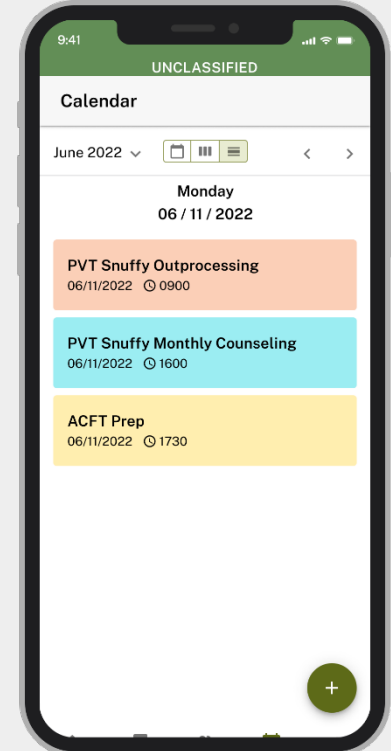 9:41
UNCLASSIFIED
Calendar
June 2022
Monday
06 / 11 / 2022
PVT Snuffy Outprocessing
06/11/2022 0900
PVT Snuffy Monthly Counseling
06/11/2022 1600
ACFT Prep
06/11/2022 1730
+